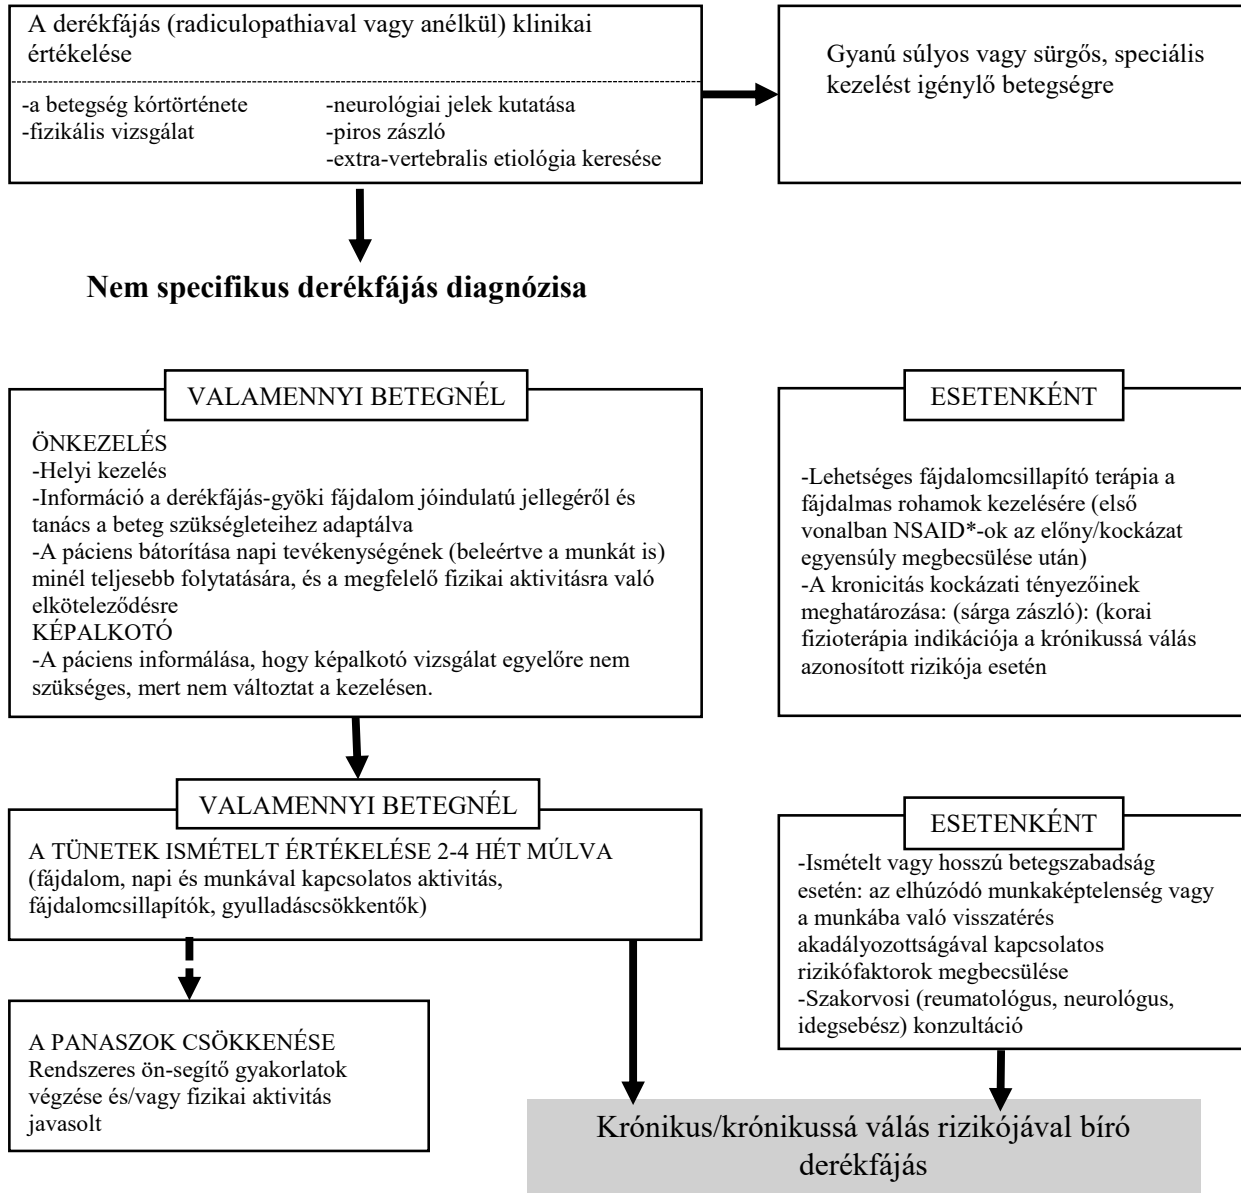 A derékfájás (radiculopathiaval vagy anélkül) klinikai
értékelése
-a betegség kórtörténete
-fizikális vizsgálat
-neurológiai jelek kutatása
-piros zászló
-extra-vertebralis etiológia keresése
Gyanú súlyos vagy sürgős, speciális
kezelést igénylő betegségre
Nem specifikus derékfájás diagnózisa
VALAMENNYI BETEGNÉL
ÖNKEZELÉS
-Helyi kezelés
-Információ a derékfájás-gyöki fájdalom jóindulatú jellegéről és
tanács a beteg szükségleteihez adaptálva
-A páciens bátorítása napi tevékenységének (beleértve a munkát is)
minél teljesebb folytatására, és a megfelelő fizikai aktivitásra való
elköteleződésre
KÉPALKOTÓ
-A páciens informálása, hogy képalkotó vizsgálat egyelőre nem
szükséges, mert nem változtat a kezelésen.
ESETENKÉNT
-Lehetséges fájdalomcsillapító terápia a
fájdalmas rohamok kezelésére (első
vonalban NSAID*-ok az előny/kockázat
egyensúly megbecsülése után)
-A kronicitás kockázati tényezőinek
meghatározása: (sárga zászló): (korai
fizioterápia indikációja a krónikussá válás
azonosított rizikója esetén
VALAMENNYI BETEGNÉL
A TÜNETEK ISMÉTELT ÉRTÉKELÉSE 2-4 HÉT MÚLVA
(fájdalom, napi és munkával kapcsolatos aktivitás,
fájdalomcsillapítók, gyulladáscsökkentők)
ESETENKÉNT
-Ismételt vagy hosszú betegszabadság
esetén: az elhúzódó munkaképtelenség vagy
a munkába való visszatérés
akadályozottságával kapcsolatos
rizikófaktorok megbecsülése
-Szakorvosi (reumatológus, neurológus,
idegsebész) konzultáció
A PANASZOK CSÖKKENÉSE
Rendszeres ön-segítő gyakorlatok
végzése és/vagy fizikai aktivitás
javasolt
Krónikus/krónikussá válás rizikójával bíró
derékfájás